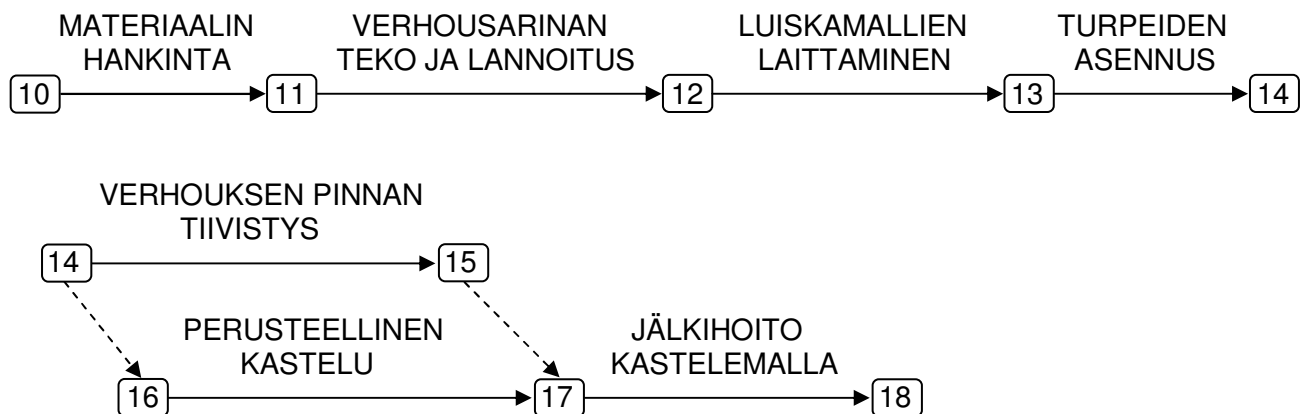 MATERIAALIN
HANKINTA
VERHOUSARINAN
TEKO JA LANNOITUS
LUISKAMALLIEN
LAITTAMINEN
TURPEIDEN
ASENNUS
10
11
12
13
14
VERHOUKSEN PINNAN
TIIVISTYS
14
15
PERUSTEELLINEN
KASTELU
JÄLKIHOITO
KASTELEMALLA
16
17
18